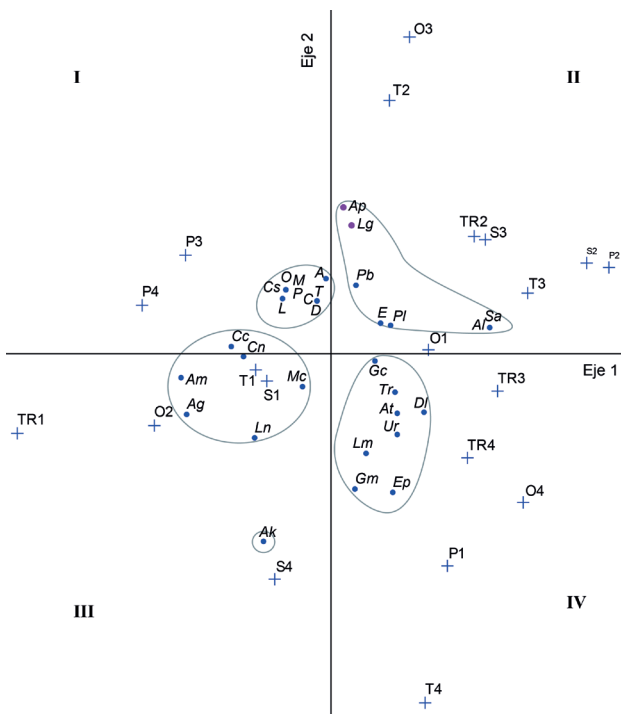 O3
Eje 2
I
II
T2
Ap
Lg
TR2 S3
P3
S2 P2
A
O M
Cs P C T
L D
Pb
T3
P4
E Pl
Sa
Al
O1
Cc
Cn
Eje 1
Gc
T1
S1
Mc
Am
TR3
Tr
Ag
At
Dl
O2
TR1
Ur
Ln
Lm
TR4
Gm
Ep
O4
Ak
P1
S4
III
IV
T4